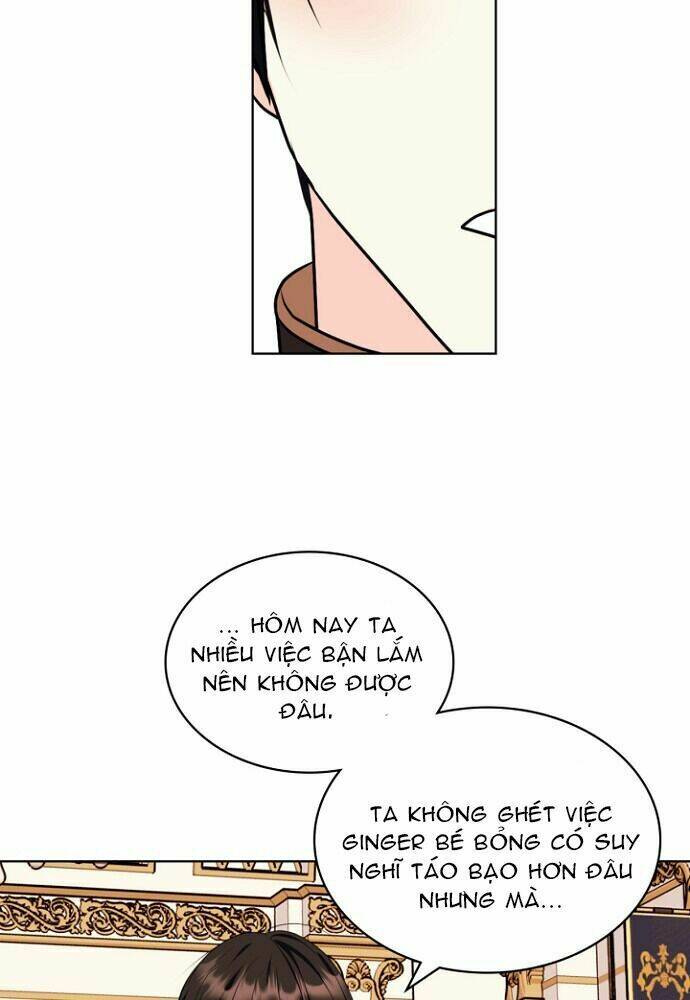 ... HÔM NAY TA
NHIỀU VIỆC BẬN LẮM
NÊN KHÔNG ĐƯỢC
ĐÂU.
TA KHÔNG GHÉT VIỆC
GINGER BÉ BỎNG CÓ SUY
NGHĨ TÁO BẠO HƠN ĐÂU
NHƯNG MÀ...